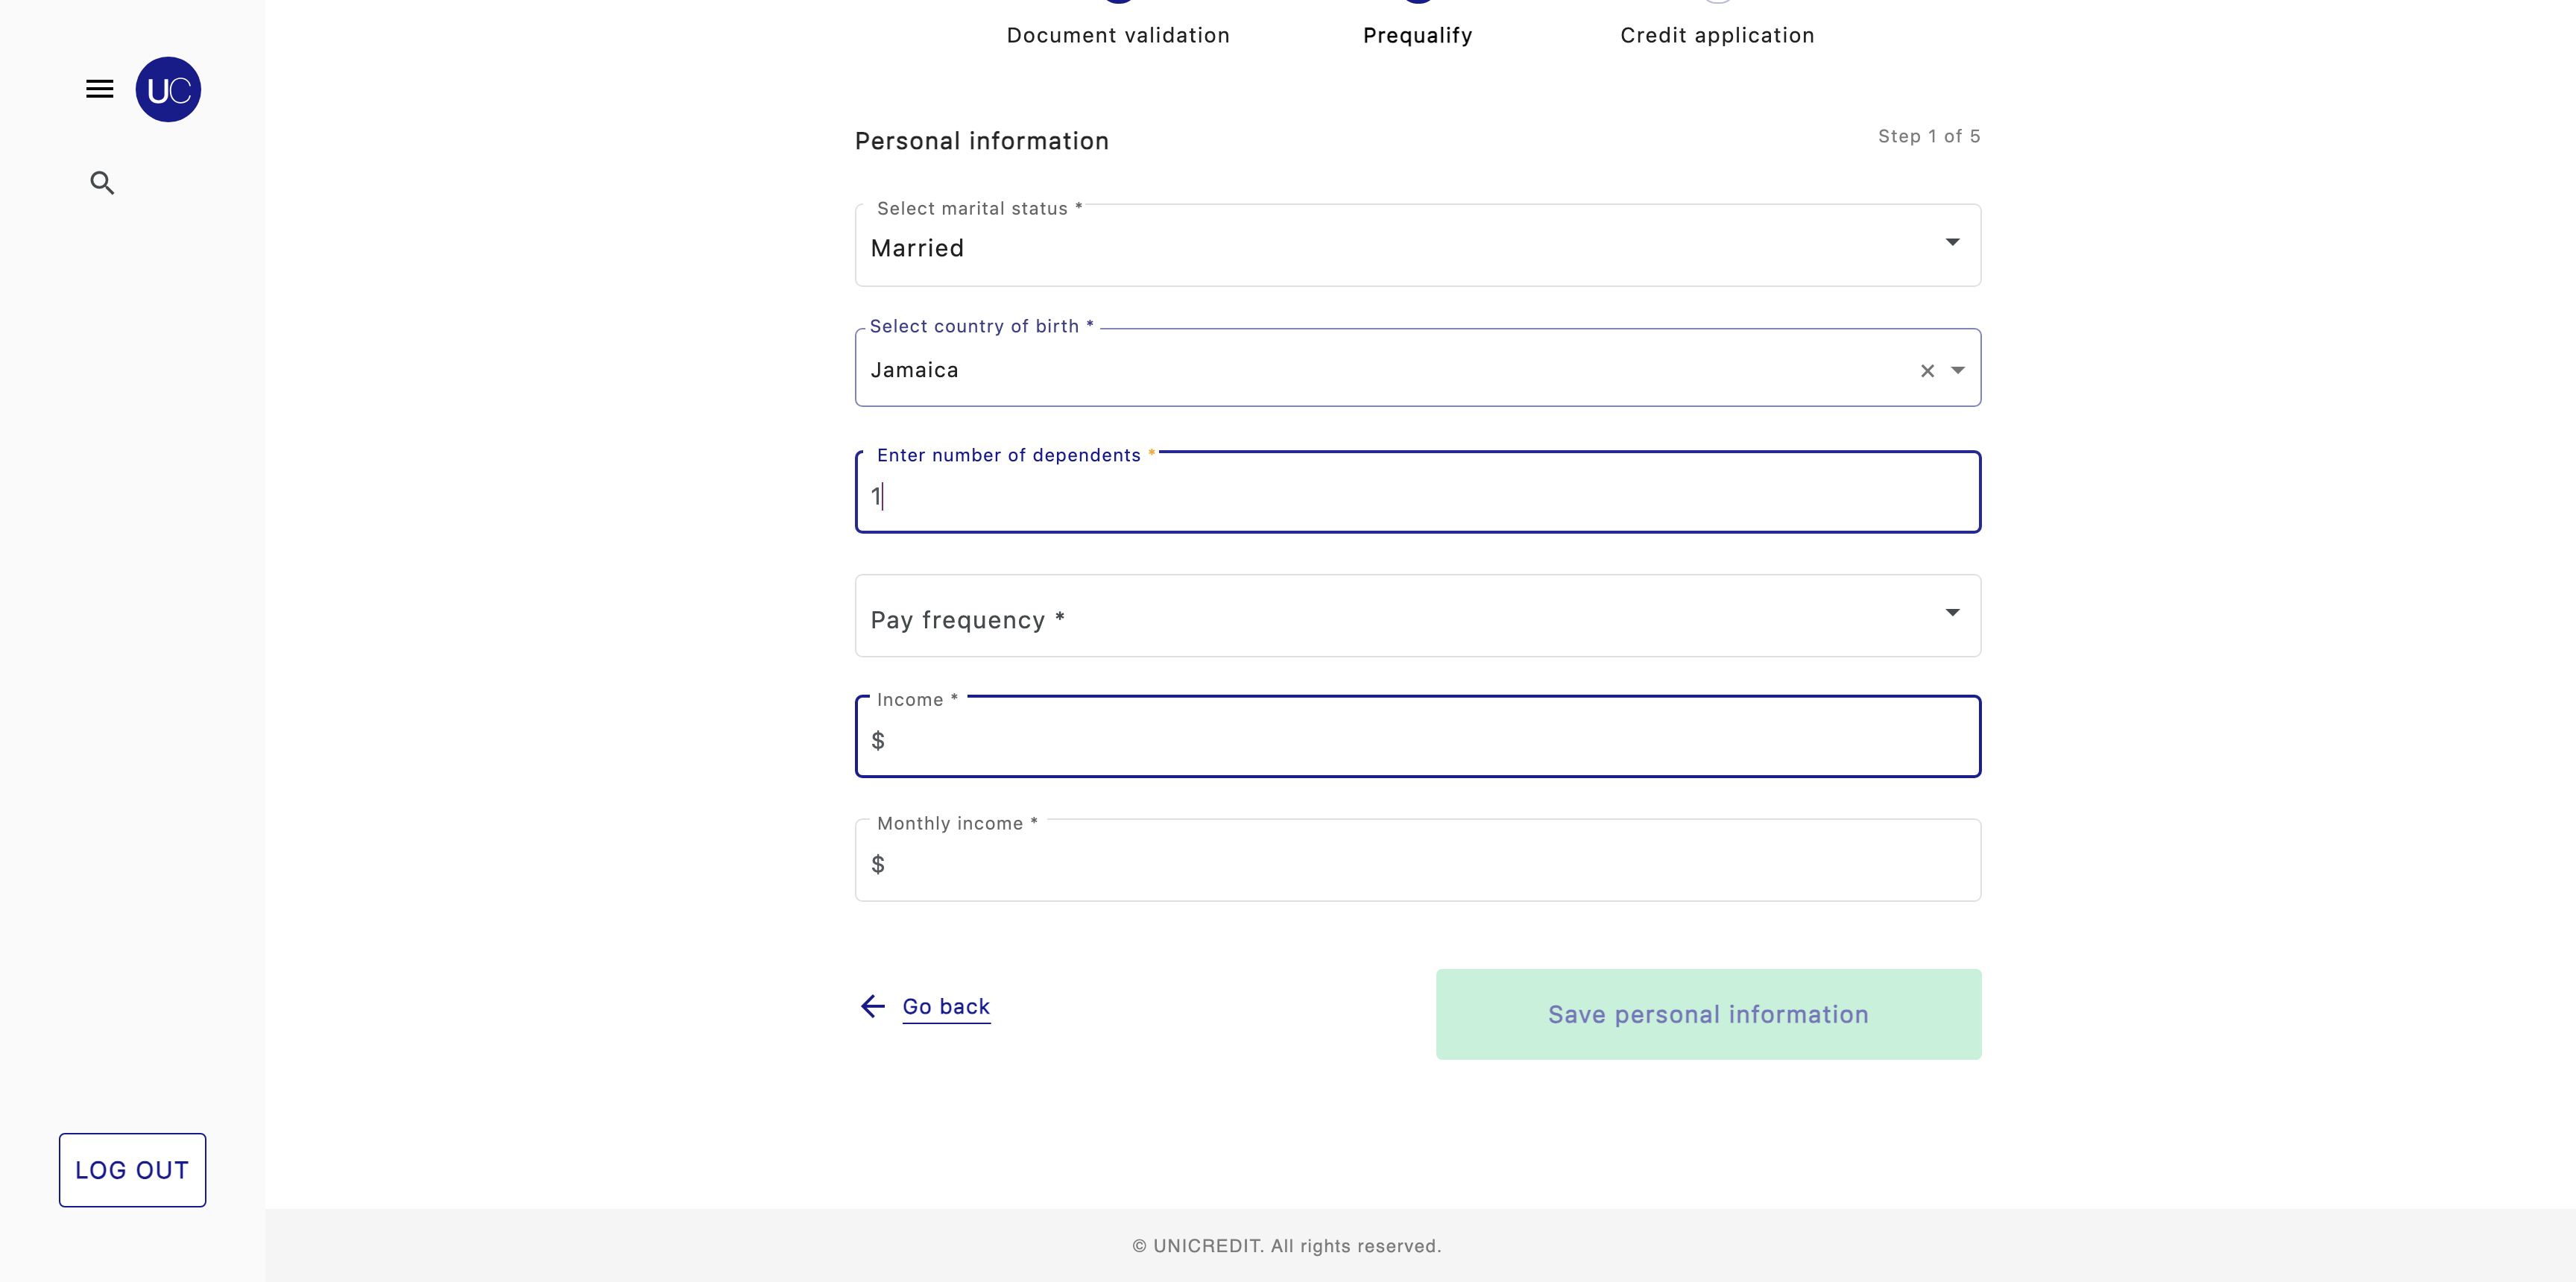 Document validation
Prequalify
Credit application
UC
Personal information
Step 1 of 5
Select marital status *
Married
Select country of birth *
Jamaica
Enter number of dependents *
1
Pay frequency *
Income *
$
Monthly income *
$
Go back
Save personal information
LOG OUT
© UNICREDIT. All rights reserved.